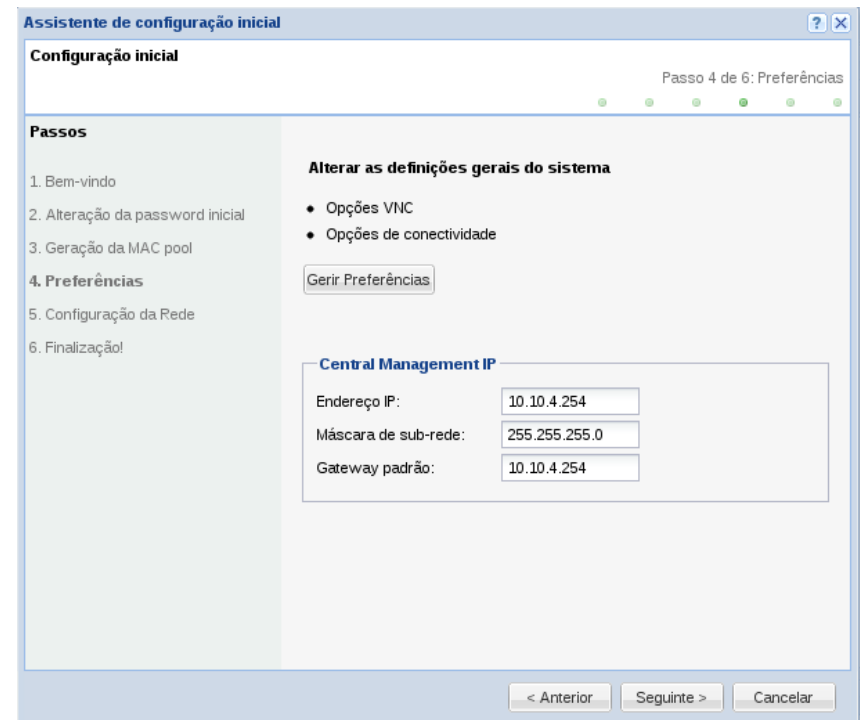 Assistente de configuração inicial
Configuração inicial
Passo 4 de 6: Preferências
Passos
1. Bem-vindo
2. Alteração da password inicial
3. Geração da MAC pool
4. Preferências
5. Configuração da Rede
6. Finalização!
Alterar as definições gerais do sistema
• Opções VNC
• Opções de conectividade
Gerir Preferências
Central Management IP
Endereço IP: 10.10.4.254
Máscara de sub-rede: 255.255.255.0
Gateway padrão: 10.10.4.254
< Anterior Seguinte > Cancelar